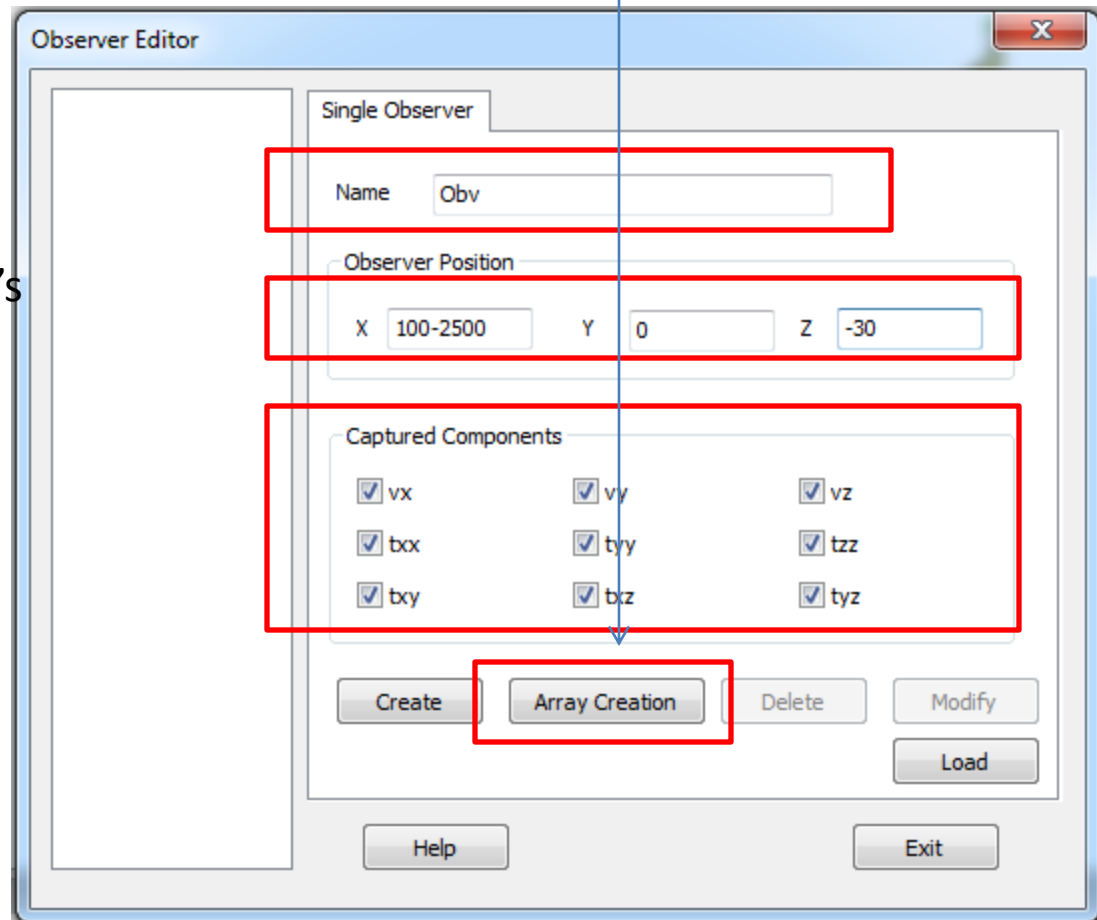 Observer Editor
Single Observer
Name Obv
's
Observer Position
X 100-2500 Y 0 Z -30
Captured Components
vx vy vz
txx tyy tzz
txy txz tyz
Create Array Creation Delete Modify
Load
Help Exit